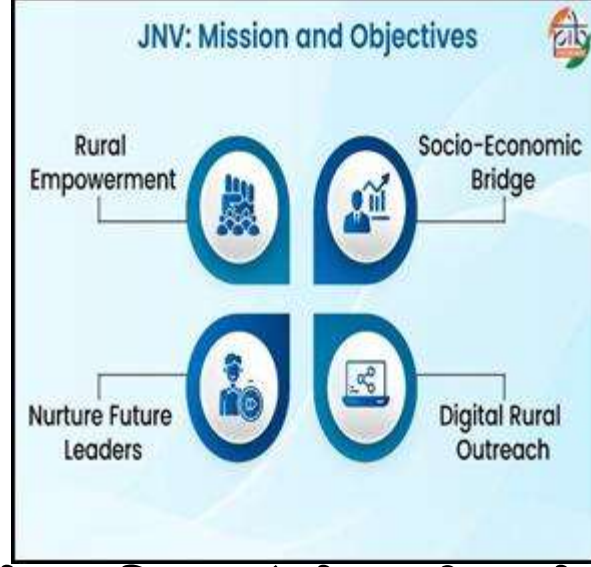 JNV: Mission and Objectives
Rural
Empowerment
Socio-Economic
Bridge
Nurture Future
Leaders
Digital Rural
Outreach